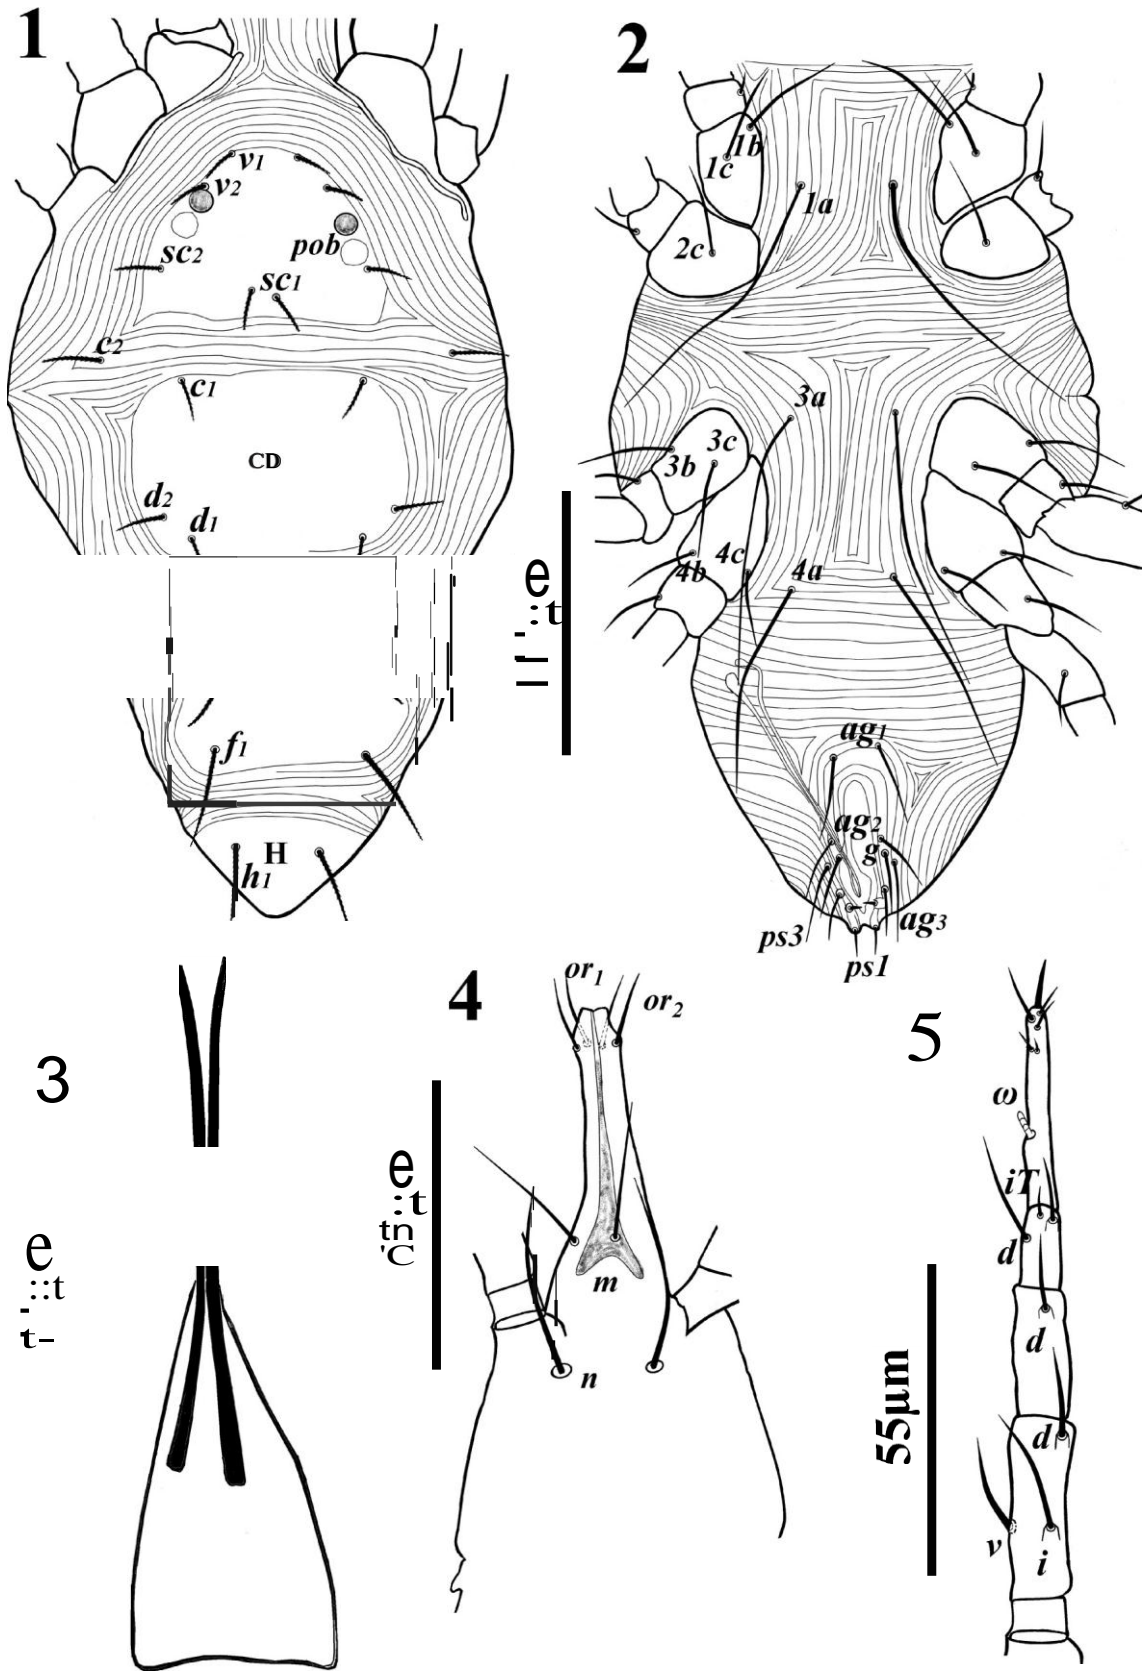 1
v1
v2
sc2
pob
sc1
c2
c1
CD
d2
d1
f1
H
h1
2
1b
1c
1a
2c
3a
3c
3b
4c
4b
4a
ag1
ag2
g
ps3
ag3
ps1
e
:t
3
e
::t
t–
4
or1
or2
e
:t
tn
'C
m
n
5
ω
iT
d
d
d
v
i
55µm